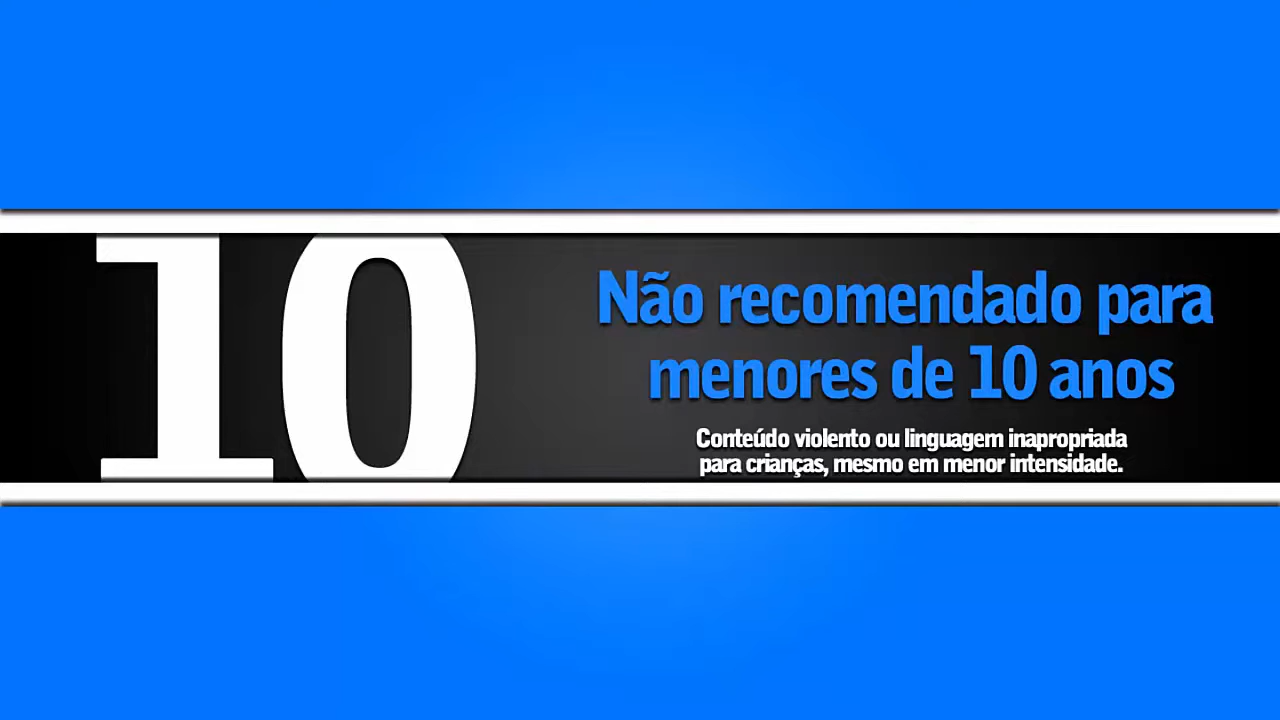 10
Não recomendado para
menores de 10 anos
Conteúdo violento ou linguagem inapropriada
para crianças, mesmo em menor intensidade.